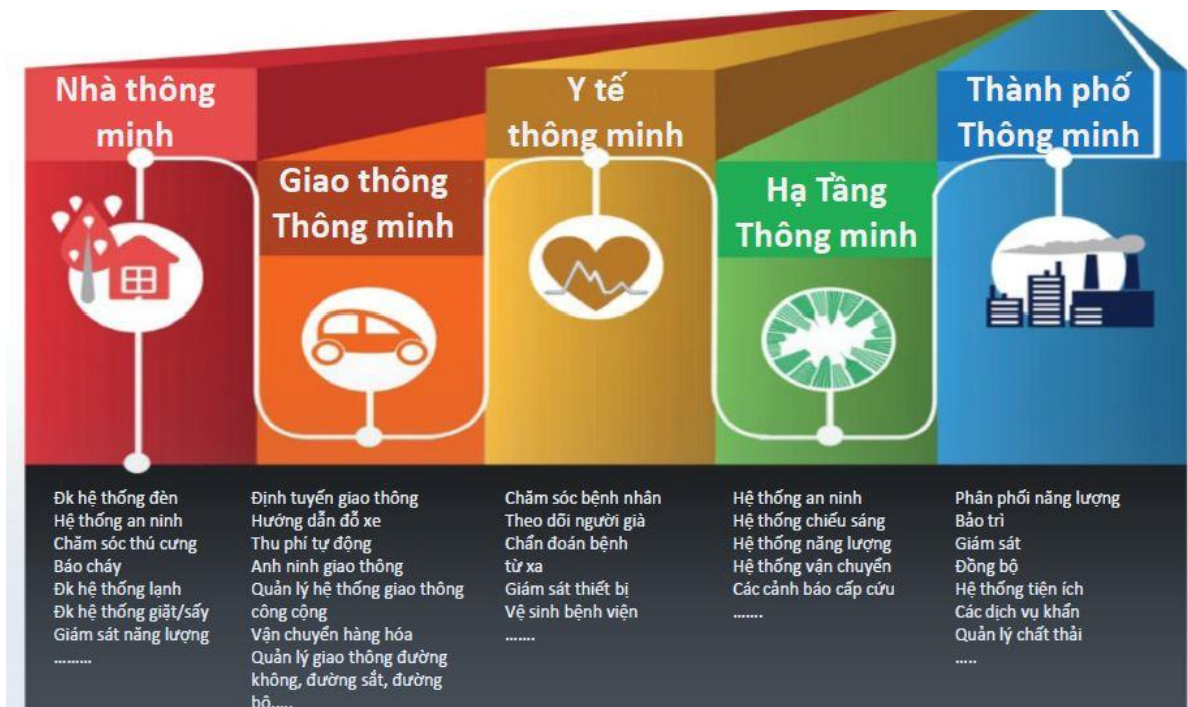 Nhà thông
minh
Giao thông
Thông minh
Y tế
thông minh
Hạ Tầng
Thông minh
Thành phố
Thông minh
Đk hệ thống đèn
Hệ thống an ninh
Chăm sóc thú cưng
Báo cháy
Đk hệ thống lạnh
Đk hệ thống giặt/sấy
Giám sát năng lượng
.........
Định tuyến giao thông
Hướng dẫn đỗ xe
Thu phí tự động
Anh ninh giao thông
Quản lý hệ thống giao thông
công cộng
Vận chuyển hàng hóa
Quản lý giao thông đường
không, đường sắt, đường
bộ.....
Chăm sóc bệnh nhân
Theo dõi người già
Chẩn đoán bệnh
từ xa
Giám sát thiết bị
Vệ sinh bệnh viện
.......
Hệ thống an ninh
Hệ thống chiếu sáng
Hệ thống năng lượng
Hệ thống vận chuyển
Các cảnh báo cấp cứu
.......
Phân phối năng lượng
Bảo trì
Giám sát
Đồng bộ
Hệ thống tiện ích
Các dịch vụ khẩn
Quản lý chất thải
.....